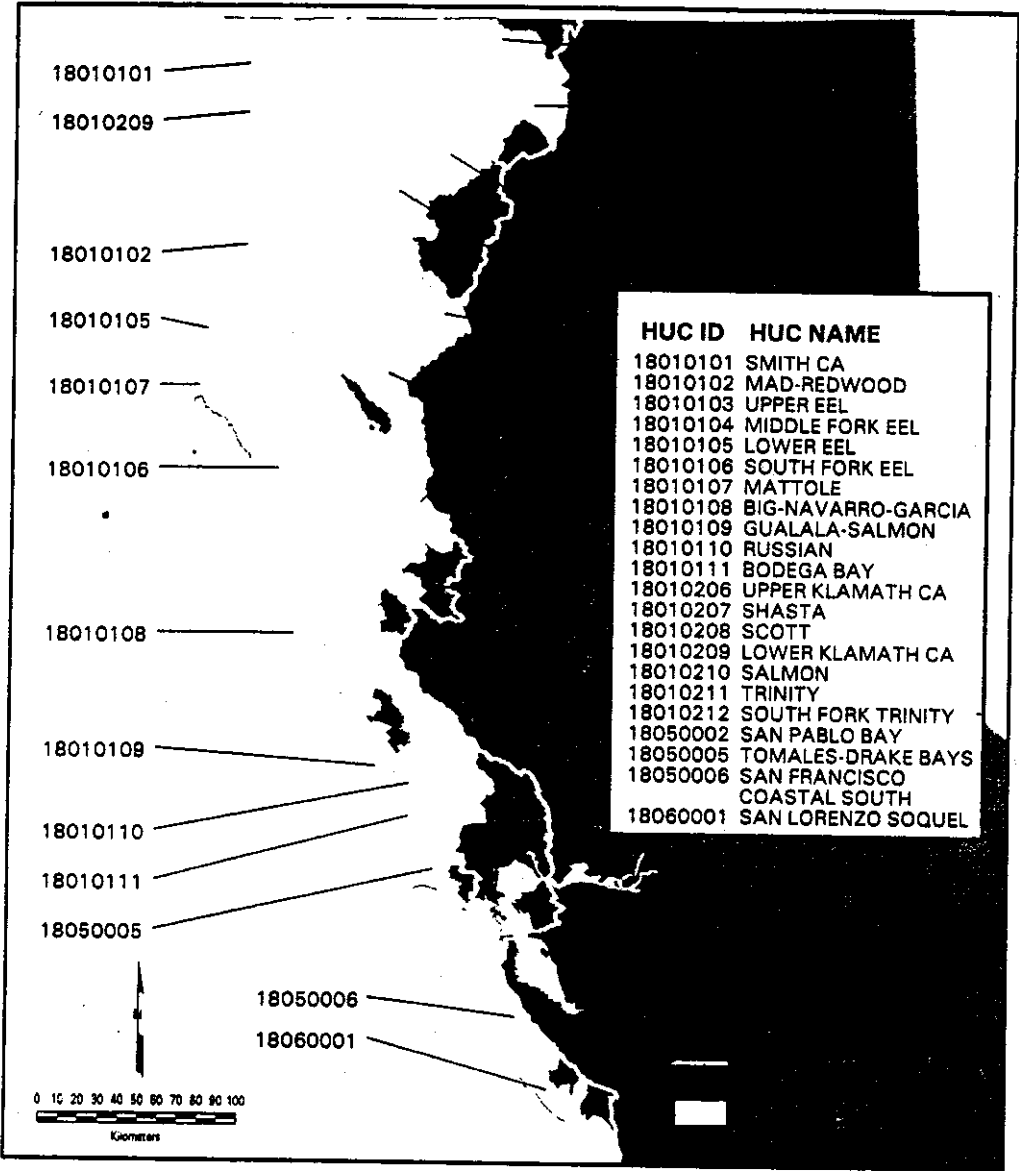 18010101
18010209
18010102
18010105
18010107
18010106
18010108
18010109
18010110
18010111
18050005
18050006
18060001
HUC ID HUC NAME
18010101 SMITH CA
18010102 MAD-REDWOOD
18010103 UPPER EEL
18010104 MIDDLE FORK EEL
18010105 LOWER EEL
18010106 SOUTH FORK EEL
18010107 MATTOLE
18010108 BIG-NAVARRO-GARCIA
18010109 GUALALA-SALMON
18010110 RUSSIAN
18010111 BODEGA BAY
18010206 UPPER KLAMATH CA
18010207 SHASTA
18010208 SCOTT
18010209 LOWER KLAMATH CA
18010210 SALMON
18010211 TRINITY
18010212 SOUTH FORK TRINITY
18050002 SAN PABLO BAY
18050005 TOMALES-DRAKE BAYS
18050006 SAN FRANCISCO
COASTAL SOUTH
18060001 SAN LORENZO SOQUEL
0 10 20 30 40 50 60 70 80 90 100
Kilometers